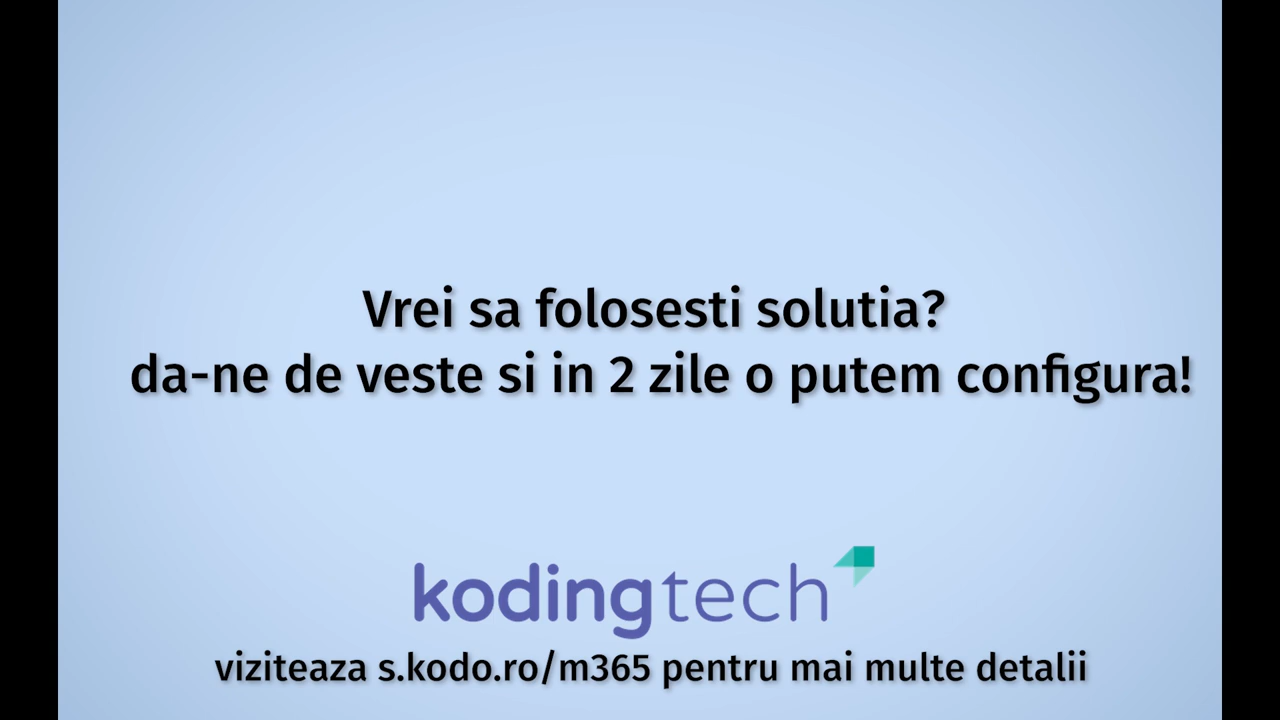 Vrei sa folosesti solutia?
da-ne de veste si in 2 zile o putem configura!
kodingtech
viziteaza s.kodo.ro/m365 pentru mai multe detalii